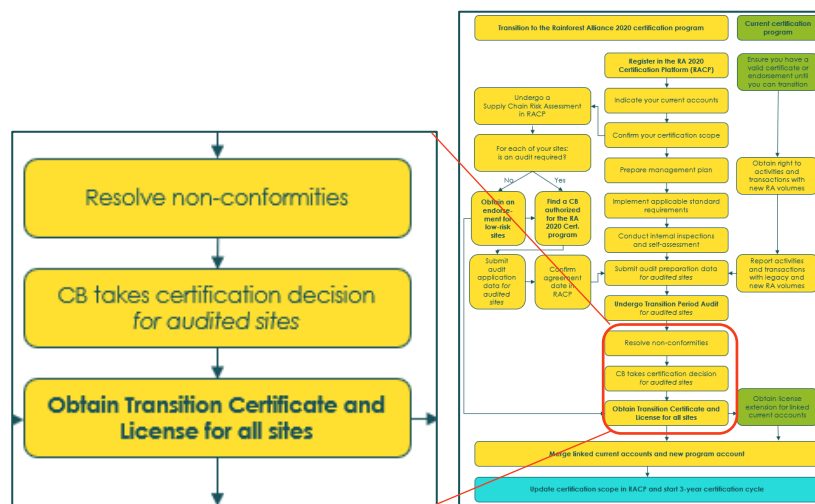 Resolve non-conformities
CB takes certification decision
for audited sites
Obtain Transition Certificate and
License for all sites
Transition to the Rainforest Alliance 2020 certification program
Current certification
program
Register in the RA 2020
Certification Platform (RACP)
Ensure you have a
valid certificate or
endorsement until
you can transition
Undergo a
Supply Chain Risk Assessment
in RACP
Indicate your current accounts
Confirm your certification scope
For each of your sites:
is an audit required?
Prepare management plan
Obtain right to
activities and
transactions with
new RA volumes
No
Yes
Obtain an
endorse-
ment for
low-risk
sites
Find a CB
authorized
for the RA
2020 Cert.
program
Implement applicable standard
requirements
Conduct internal inspections
and self-assessment
Submit
audit
application
data for
audited sites
Confirm
agreement
date in
RACP
Submit audit preparation data
for audited sites
Report activities
and transactions
with legacy and
new RA volumes
Undergo Transition Period Audit
for audited sites
Resolve non-conformities
CB takes certification decision
for audited sites
Obtain Transition Certificate and
License for all sites
Obtain license
extension for linked
current accounts
Merge linked current accounts and new program account
Update certification scope in RACP and start 3-year certification cycle